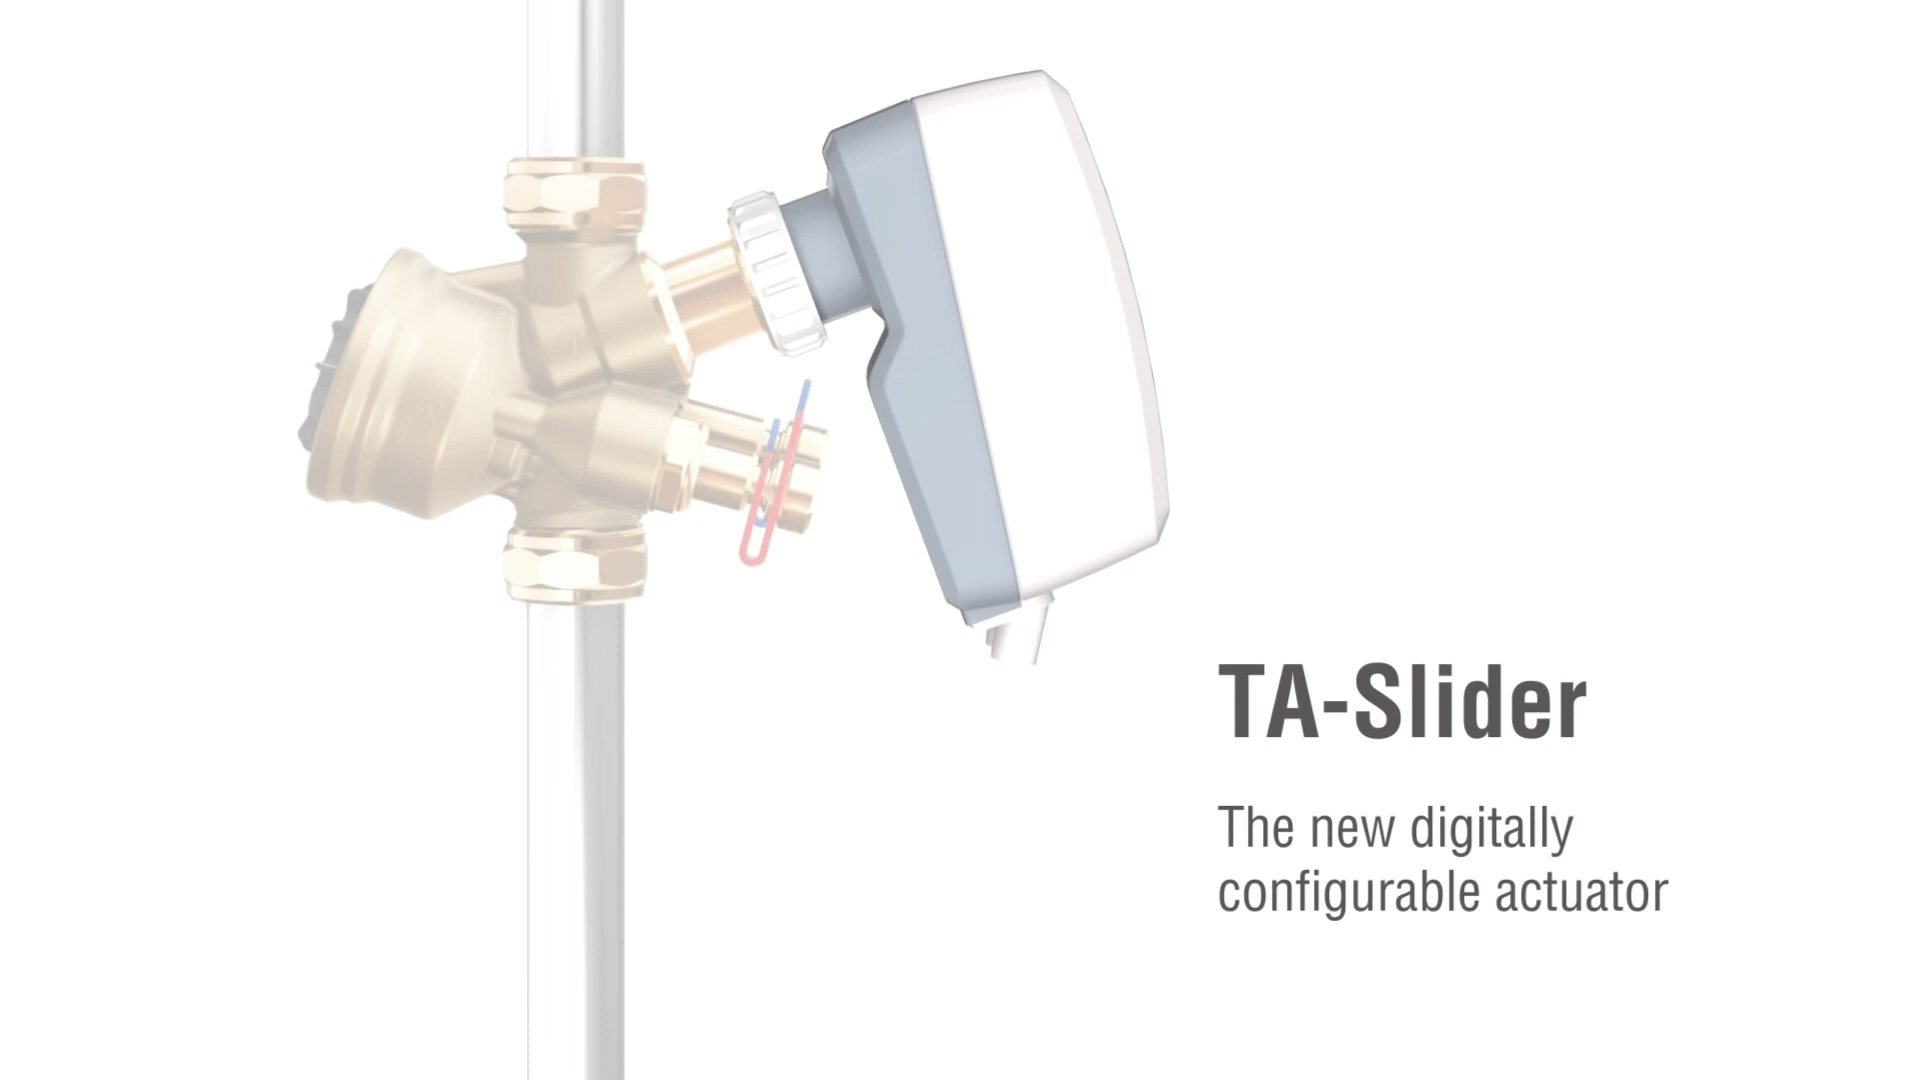 TA-Slider
The new digitally
configurable actuator